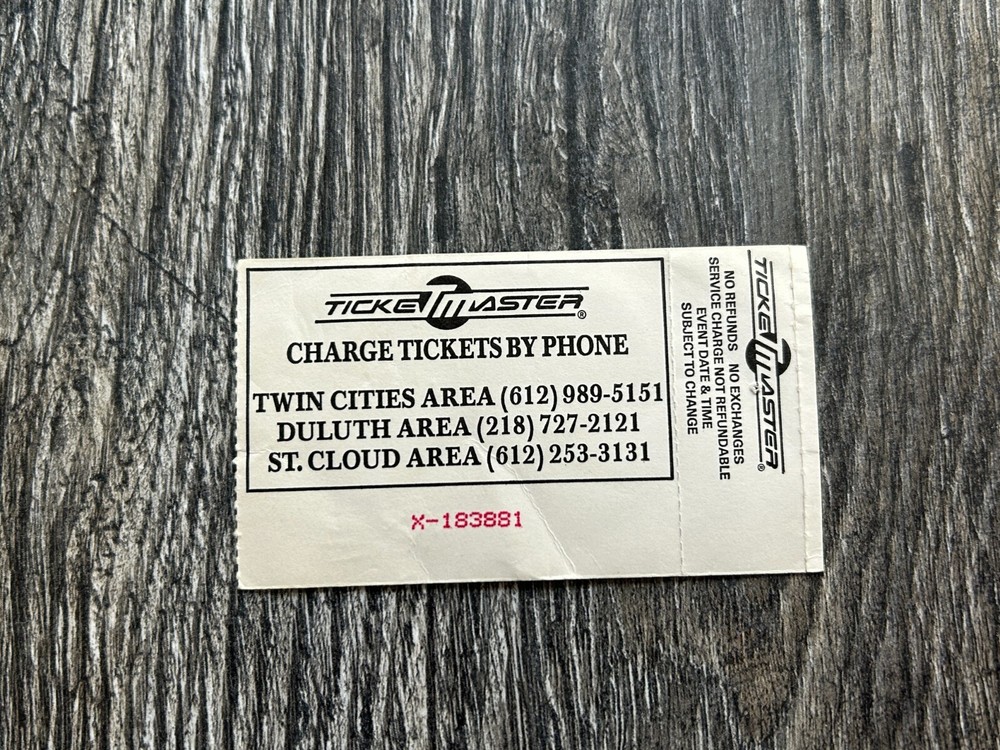 TICKETMASTER®
CHARGE TICKETS BY PHONE
TWIN CITIES AREA (612) 989-5151
DULUTH AREA (218) 727-2121
ST. CLOUD AREA (612) 253-3131
X-183881
TICKETMASTER®
NO REFUNDS NO EXCHANGES
SERVICE CHARGE NOT REFUNDABLE
EVENT DATE & TIME
SUBJECT TO CHANGE